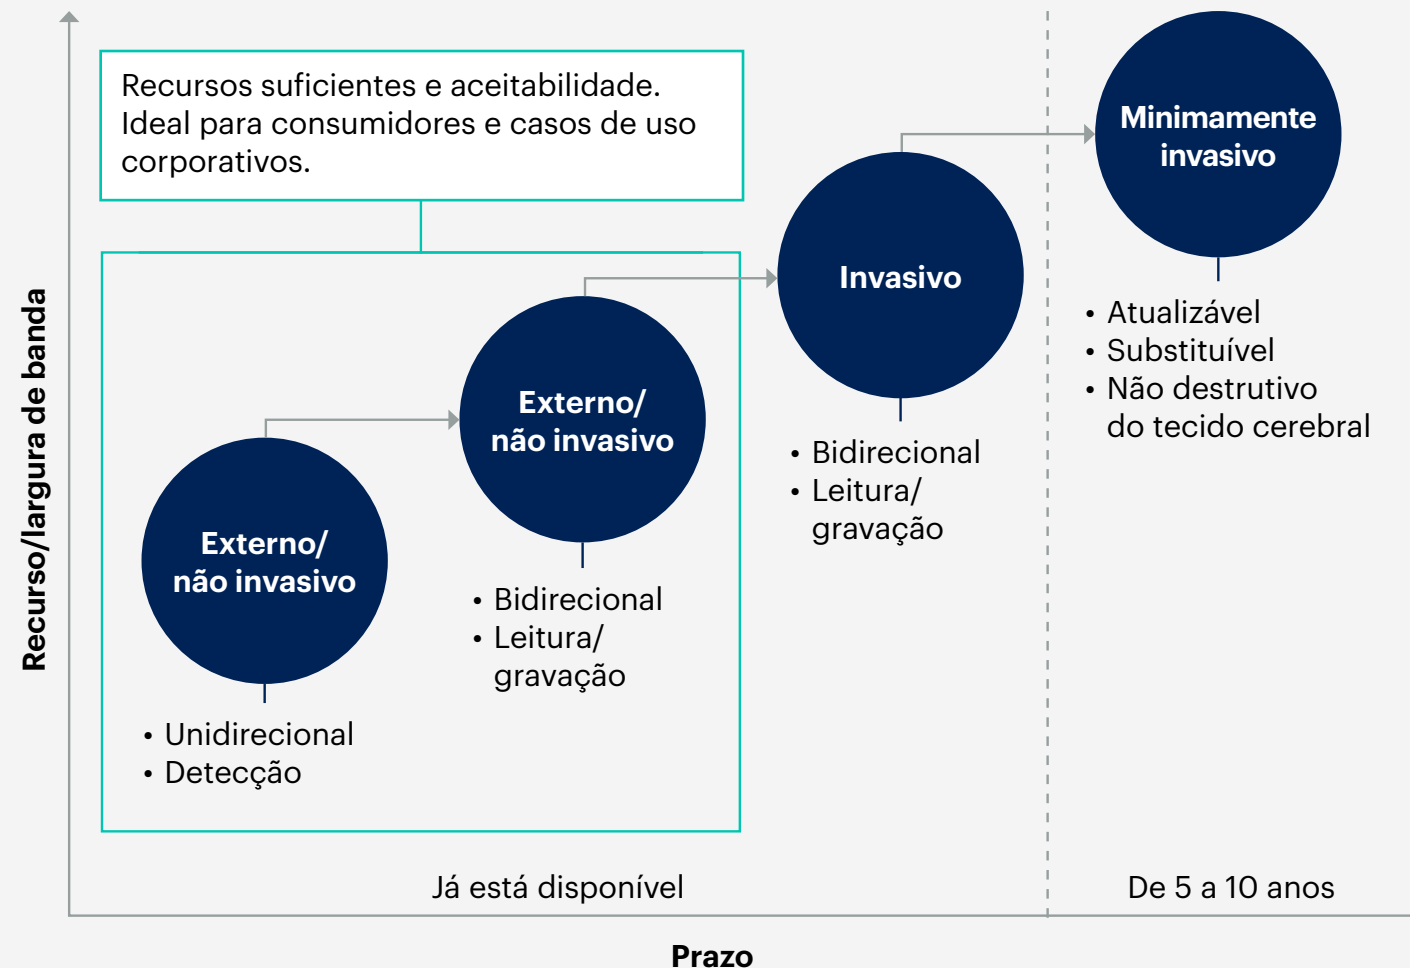 Recurso/largura de banda
Recursos suficientes e aceitabilidade.
Ideal para consumidores e casos de uso
corporativos.
Externo/
não invasivo
• Unidirecional
• Detecção
Externo/
não invasivo
• Bidirecional
• Leitura/
gravação
Invasivo
• Bidirecional
• Leitura/
gravação
Minimamente
invasivo
• Atualizável
• Substituível
• Não destrutivo
do tecido cerebral
Já está disponível
De 5 a 10 anos
Prazo